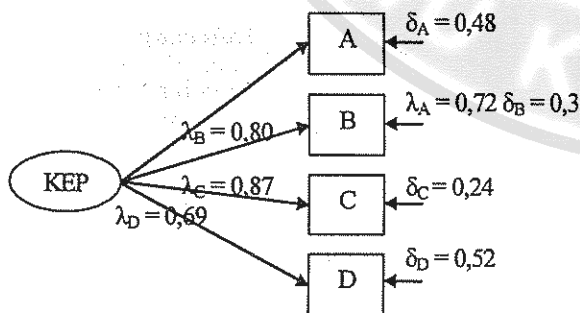 A
δA = 0,48
λB = 0,80
B
λA = 0,72 δB = 0,3
KEP
λC = 0,87
C
δC = 0,24
λD = 0,69
D
δD = 0,52